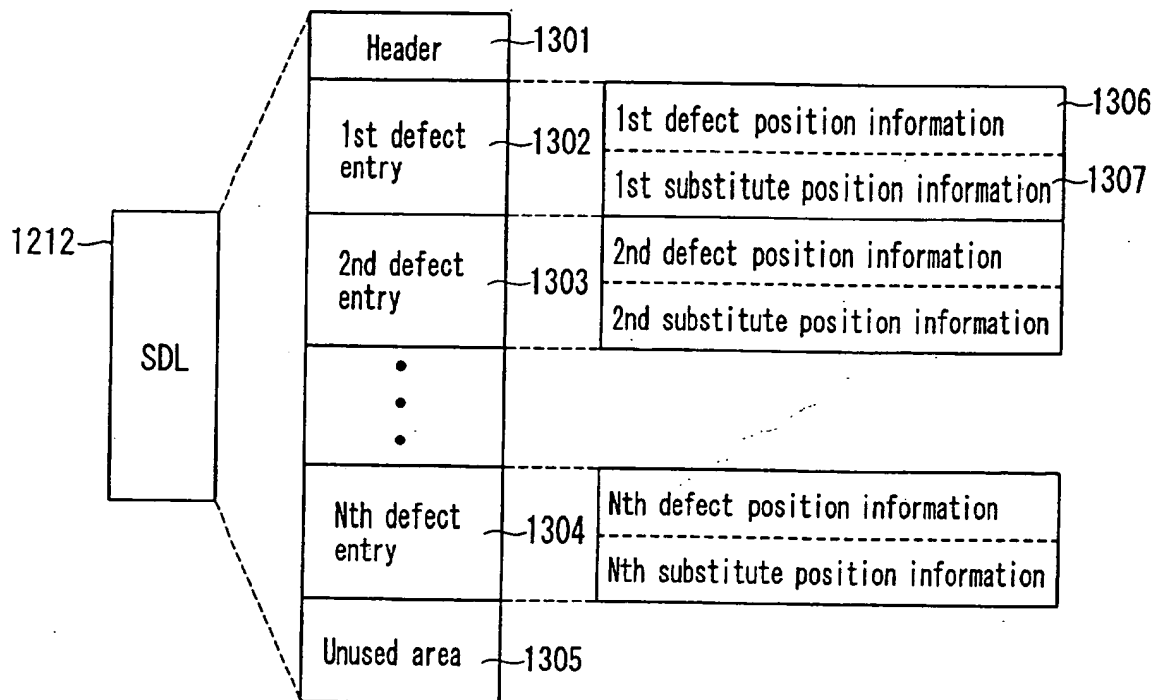 Header
1301
1st defect
entry
1302
1st defect position information
1306
1st substitute position information
1307
1212
SDL
2nd defect
entry
1303
2nd defect position information
2nd substitute position information
Nth defect
entry
1304
Nth defect position information
Nth substitute position information
Unused area
1305